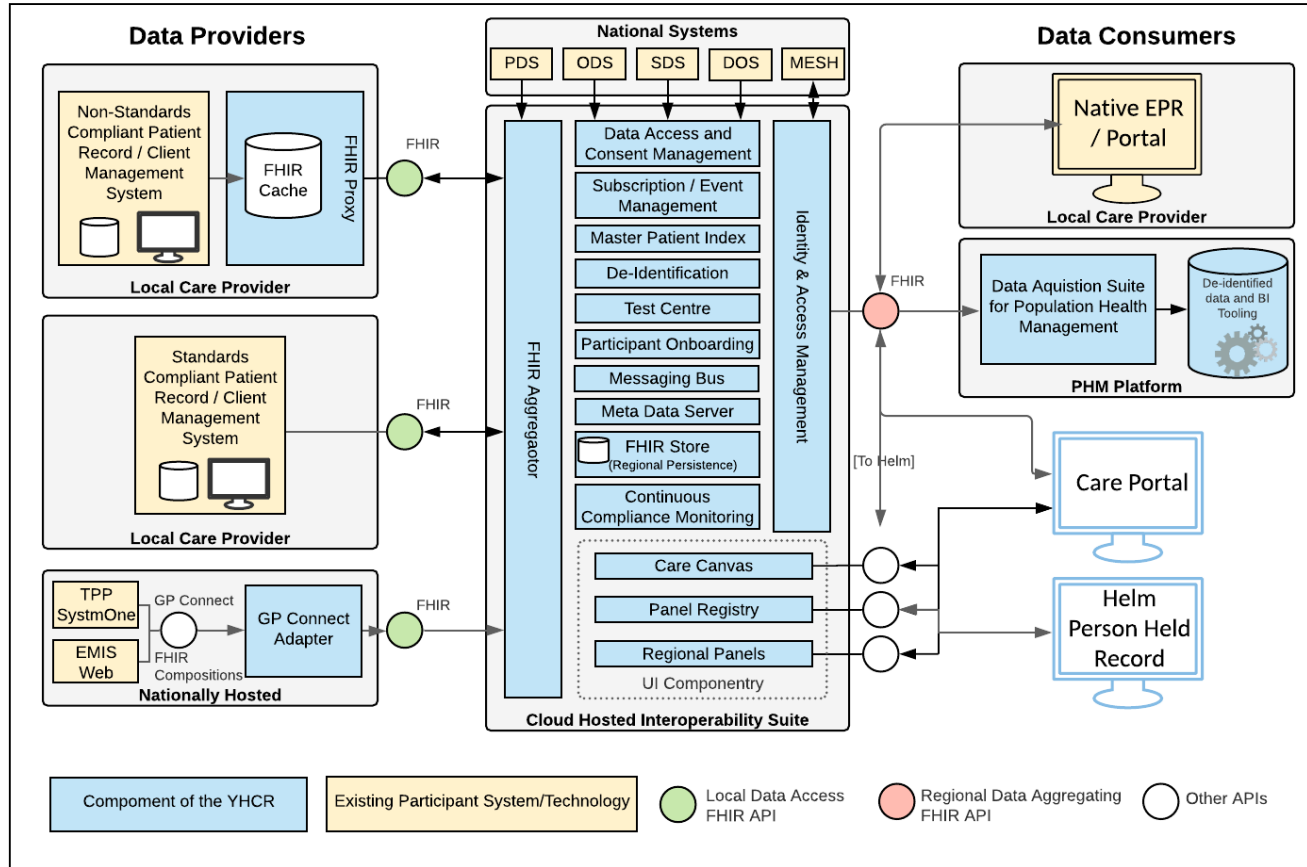 Data Providers
National Systems
Data Consumers
PDS
ODS
SDS
DOS
MESH
Non-Standards
Compliant Patient
Record / Client
Management
System
FHIR
Cache
FHIR Proxy
FHIR
Local Care Provider
Standards
Compliant Patient
Record / Client
Management
System
FHIR
Local Care Provider
TPP
SystmOne
EMIS
Web
GP Connect
FHIR
Compositions
GP Connect
Adapter
FHIR
Nationally Hosted
FHIR Aggregaotor
Data Access and
Consent Management
Subscription / Event
Management
Master Patient Index
De-Identification
Test Centre
Participant Onboarding
Messaging Bus
Meta Data Server
FHIR Store
(Regional Persistence)
Continuous
Compliance Monitoring
Identity & Access Management
Care Canvas
Panel Registry
Regional Panels
UI Componentry
Cloud Hosted Interoperability Suite
FHIR
[To Helm]
Native EPR
/ Portal
Local Care Provider
Data Aquistion Suite
for Population Health
Management
De-identified
data and BI
Tooling
PHM Platform
Care Portal
Helm
Person Held
Record
Compoment of the YHCR
Existing Participant System/Technology
Local Data Access
FHIR API
Regional Data Aggregating
FHIR API
Other APIs